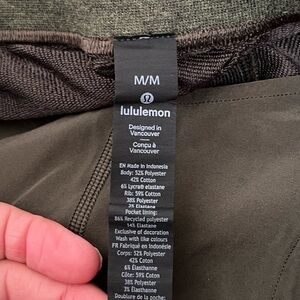 M/M
lululemon
Designed in
Vancouver
Conçu à
Vancouver
EN Made in Indonesia
Body: 52% Polyester
42% Cotton
6% Lycra® elastane
Rib: 59% Cotton
38% Polyester
3% Elastane
Pocket lining:
86% Recycled polyester
14% Elastane
Exclusive of decoration
Wash with like colours
FR Fabriqué en Indonésie
Corps: 52% Polyester
42% Coton
6% Élasthanne
Côte: 59% Coton
38% Polyester
3% Élasthanne
Doublure de la poche: